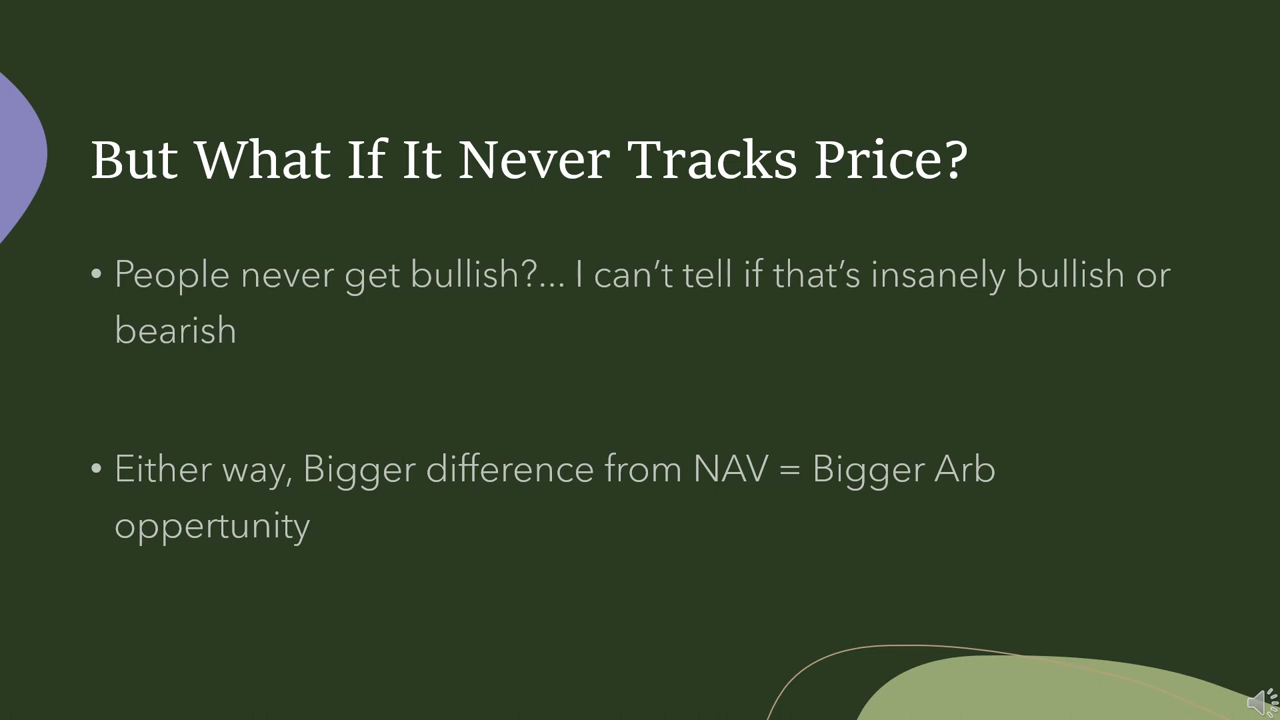 But What If It Never Tracks Price?
• People never get bullish?... I can’t tell if that’s insanely bullish or
bearish
• Either way, Bigger difference from NAV = Bigger Arb
oppertunity